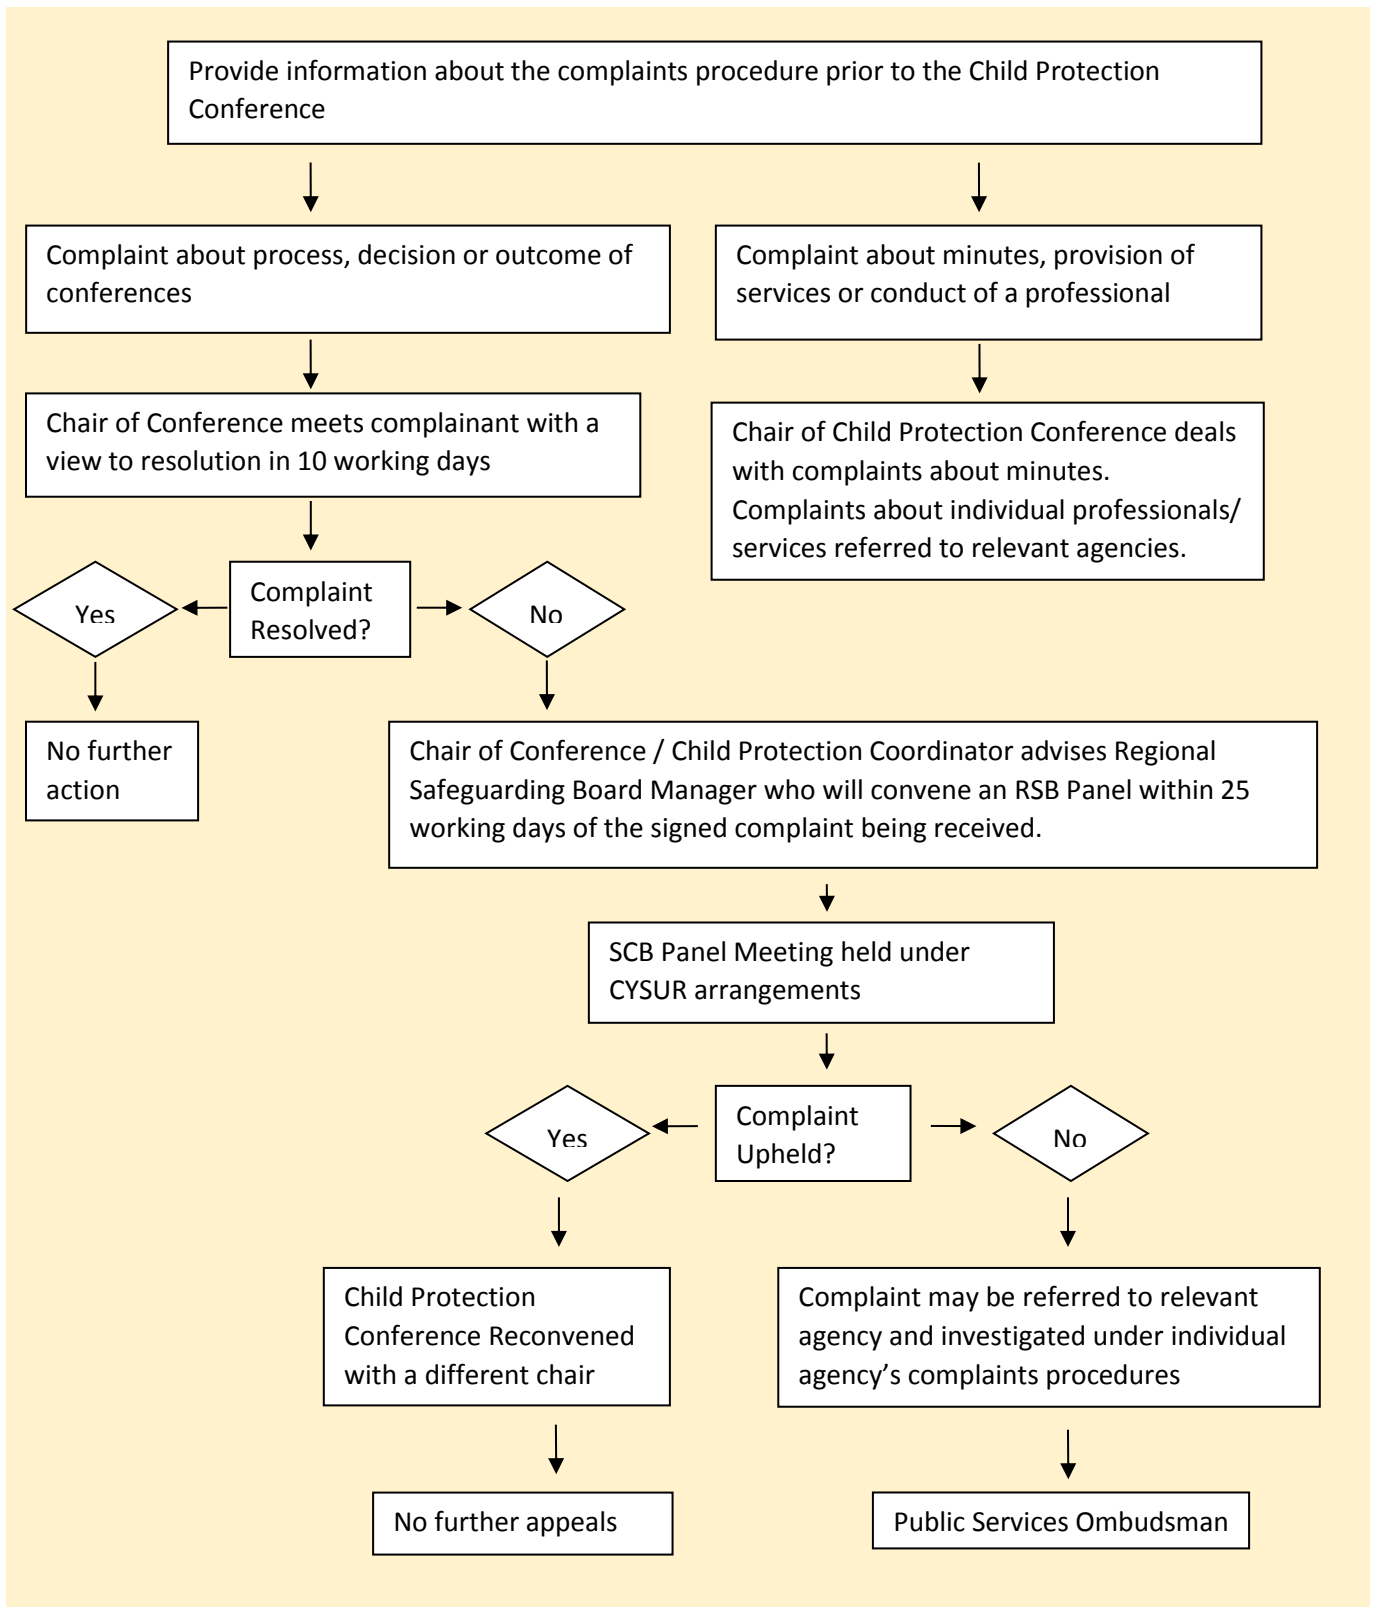 Provide information about the complaints procedure prior to the Child Protection
Conference
Complaint about process, decision or outcome of
conferences
Complaint about minutes, provision of
services or conduct of a professional
Chair of Conference meets complainant with a
view to resolution in 10 working days
Chair of Child Protection Conference deals
with complaints about minutes.
Complaints about individual professionals/
services referred to relevant agencies.
Yes
Complaint
Resolved?
No
No further
action
Chair of Conference / Child Protection Coordinator advises Regional
Safeguarding Board Manager who will convene an RSB Panel within 25
working days of the signed complaint being received.
SCB Panel Meeting held under
CYSUR arrangements
Yes
Complaint
Upheld?
No
Child Protection
Conference Reconvened
with a different chair
Complaint may be referred to relevant
agency and investigated under individual
agency’s complaints procedures
No further appeals
Public Services Ombudsman